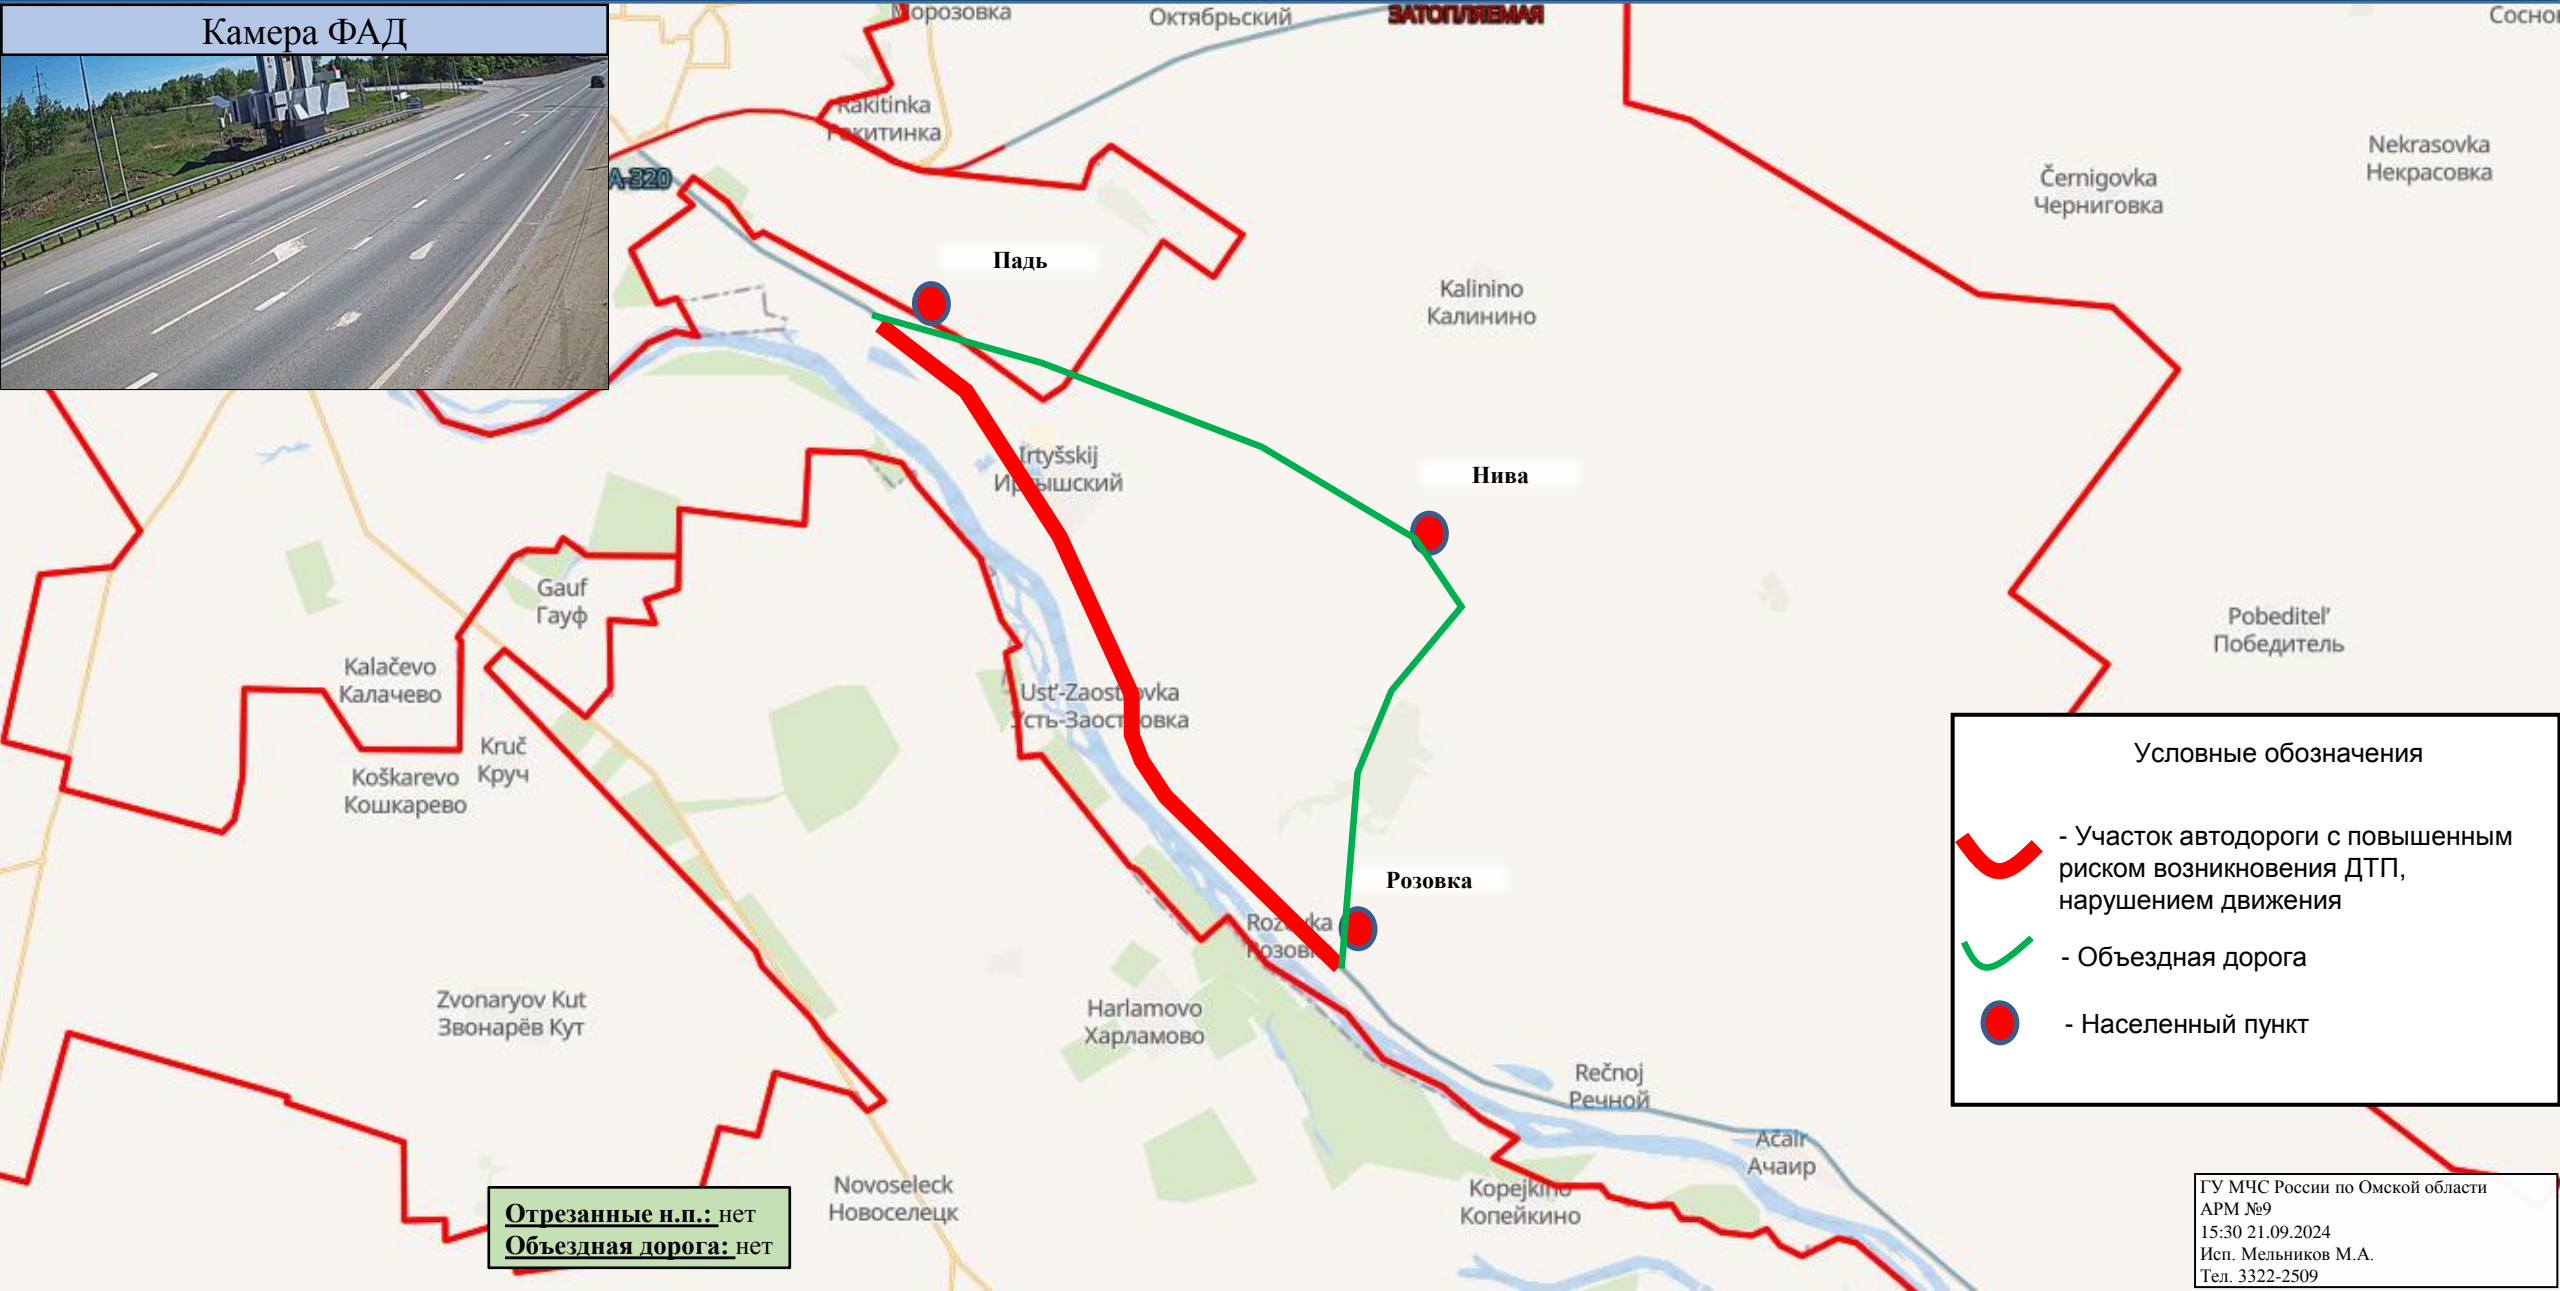 Камера ФАД
Морозовка
Октябрьский
ЗАТОПЛЯЕМАЯ
Rakitinka
Ракитинка
А-320
Nekrasovka
Некрасовка
Černigovka
Черниговка
Падь
Kalinino
Калинино
Irtyšskij
Иртышский
Нива
Gauf
Гауф
Pobeditel'
Победитель
Kalačevo
Калачево
Ust'-Zaostrovka
Усть-Заостровка
Kruč
Круч
Koškarevo
Кошкарево
Условные обозначения
- Участок автодороги с повышенным
риском возникновения ДТП,
нарушением движения
- Объездная дорога
- Населенный пункт
Розовка
Rozovka
Розовка
Zvonaryov Kut
Звонарёв Кут
Harlamovo
Харламово
Rečnoj
Речной
Ačair
Ачаир
Novoseleck
Новоселецк
Kopejkino
Копейкино
Отрезанные н.п.: нет
Объездная дорога: нет
ГУ МЧС России по Омской области
АРМ №9
15:30 21.09.2024
Исп. Мельников М.А.
Тел. 3322-2509